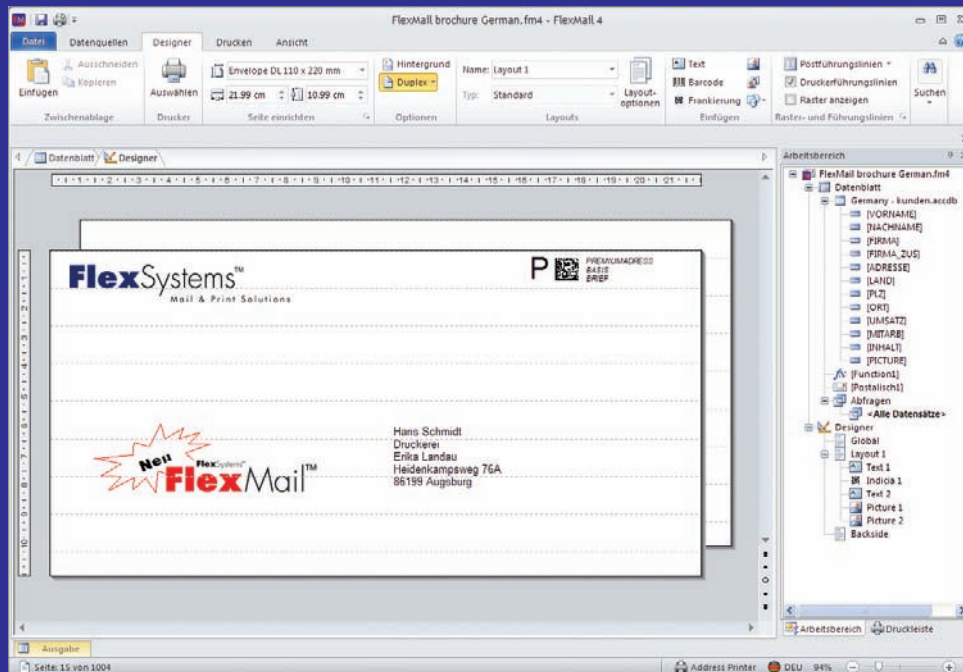 FlexMail brochure German.fm4 - FlexMail 4
Datei Datenquellen Designer Drucken Ansicht
Einfügen
Ausschneiden
Kopieren
Zwischenablage
Auswählen
Drucker
Envelope DL 110 x 220 mm
21.99 cm 10.99 cm
Seite einrichten
Hintergrund
Duplex
Optionen
Name: Layout 1
Typ: Standard
Layout-
optionen
Layouts
Text
Barcode
Frankierung
Einfügen
Postführungslinien
Druckerführungslinien
Raster anzeigen
Raster- und Führungslinien
Suchen
Datenblatt Designer
FlexSystems™
Mail & Print Solutions
P PREMIUMADRESS
BASIS
BRIEF
Neu
FlexSystems™
FlexMail™
Hans Schmidt
Druckerei
Erika Landau
Heidenkampsweg 76A
86199 Augsburg
Arbeitsbereich
FlexMail brochure German.fm4
Datenblatt
Germany - kunden.accdb
[VORNAME]
[NACHNAME]
[FIRMA]
[FIRMA_ZUS]
[ADRESSE]
[LAND]
[PLZ]
[ORT]
[UMSATZ]
[MITARB]
[INHALT]
[PICTURE]
[Function1]
[Postalisch1]
Abfragen
<Alle Datensätze>
Designer
Global
Layout 1
Text 1
Indicia 1
Text 2
Picture 1
Picture 2
Backside
Arbeitsbereich Druckleiste
Ausgabe
Seite: 15 von 1004
Address Printer DEU 94%